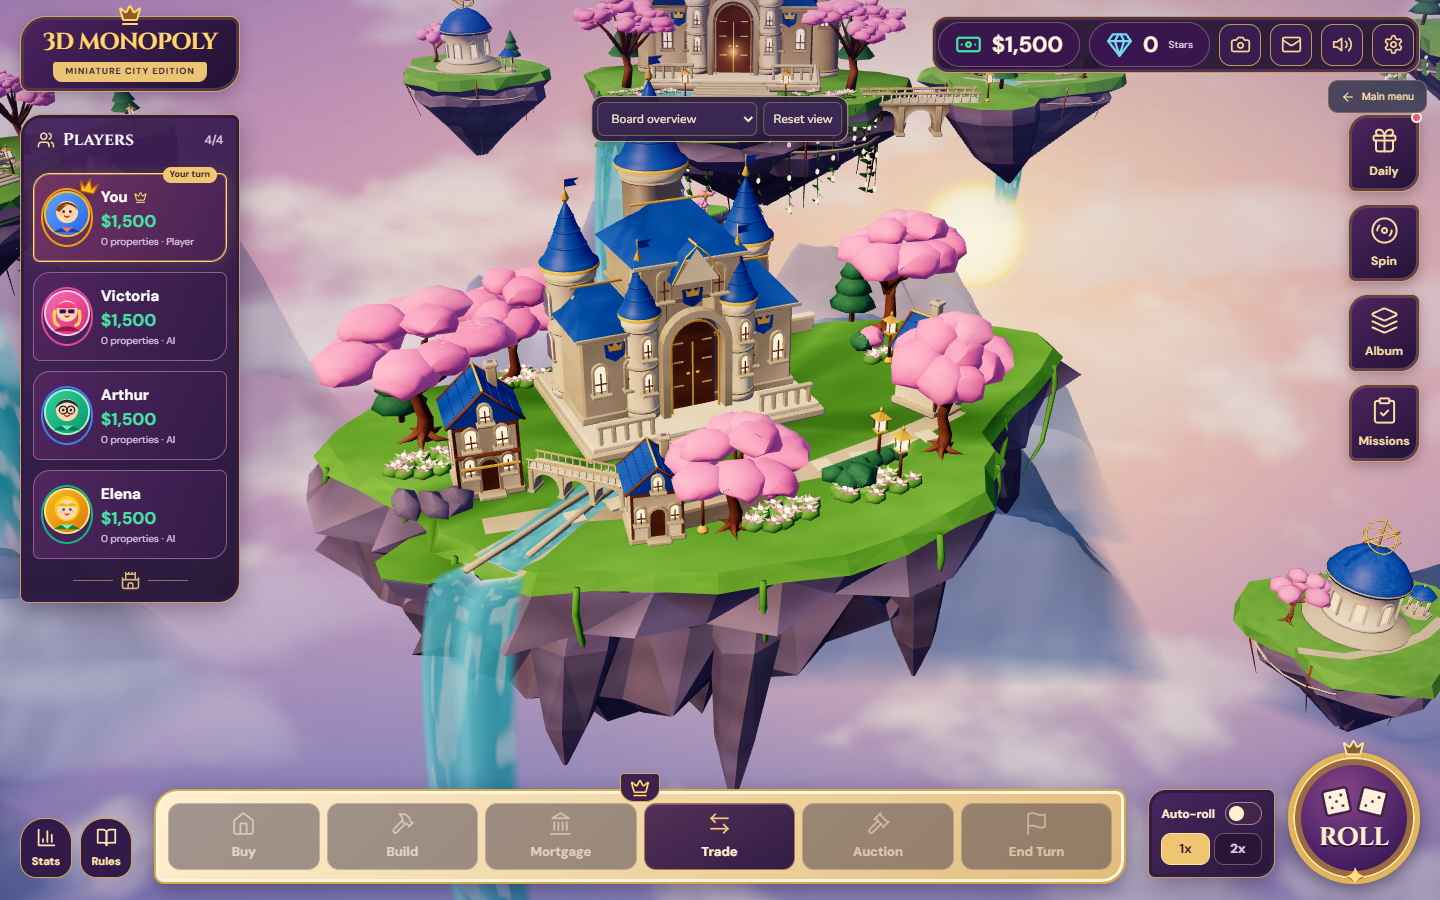 3D MONOPOLY
MINIATURE CITY EDITION
PLAYERS
4/4
Your turn
You
$1,500
0 properties · Player
Victoria
$1,500
0 properties · AI
Arthur
$1,500
0 properties · AI
Elena
$1,500
0 properties · AI
Board overview
Reset view
$1,500
0 Stars
Main menu
Daily
Spin
Album
Missions
Stats
Rules
Buy
Build
Mortgage
Trade
Auction
End Turn
Auto-roll
1x
2x
ROLL